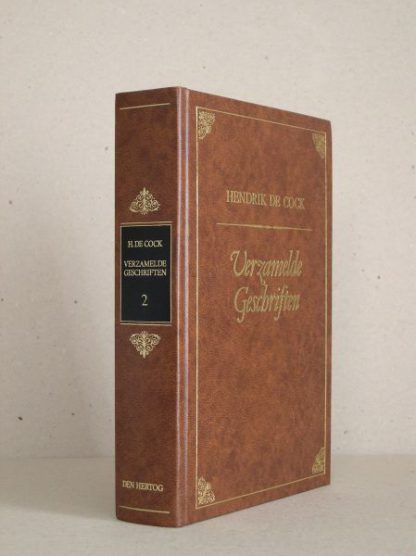 H. DE COCK
VERZAMELDE
GESCHRIFTEN
2
DEN HERTOG
HENDRIK DE COCK
Verzamelde
Geschriften